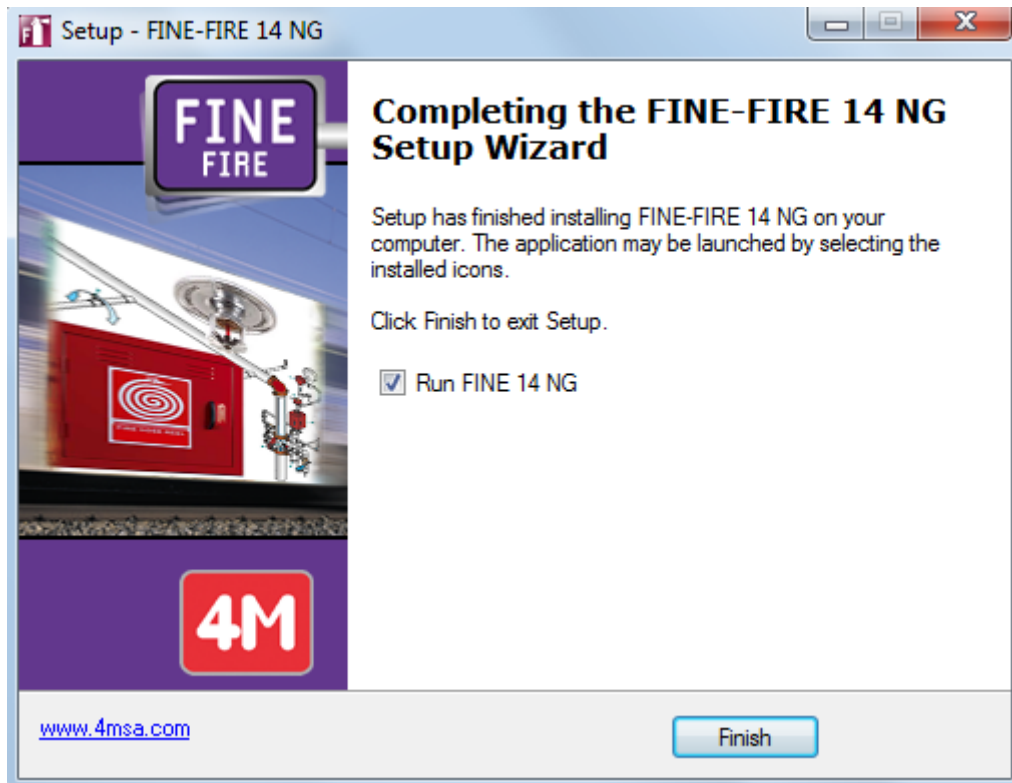 Setup - FINE-FIRE 14 NG
FINE
FIRE
Completing the FINE-FIRE 14 NG
Setup Wizard
Setup has finished installing FINE-FIRE 14 NG on your
computer. The application may be launched by selecting the
installed icons.
Click Finish to exit Setup.
Run FINE 14 NG
4M
www.4msa.com
Finish